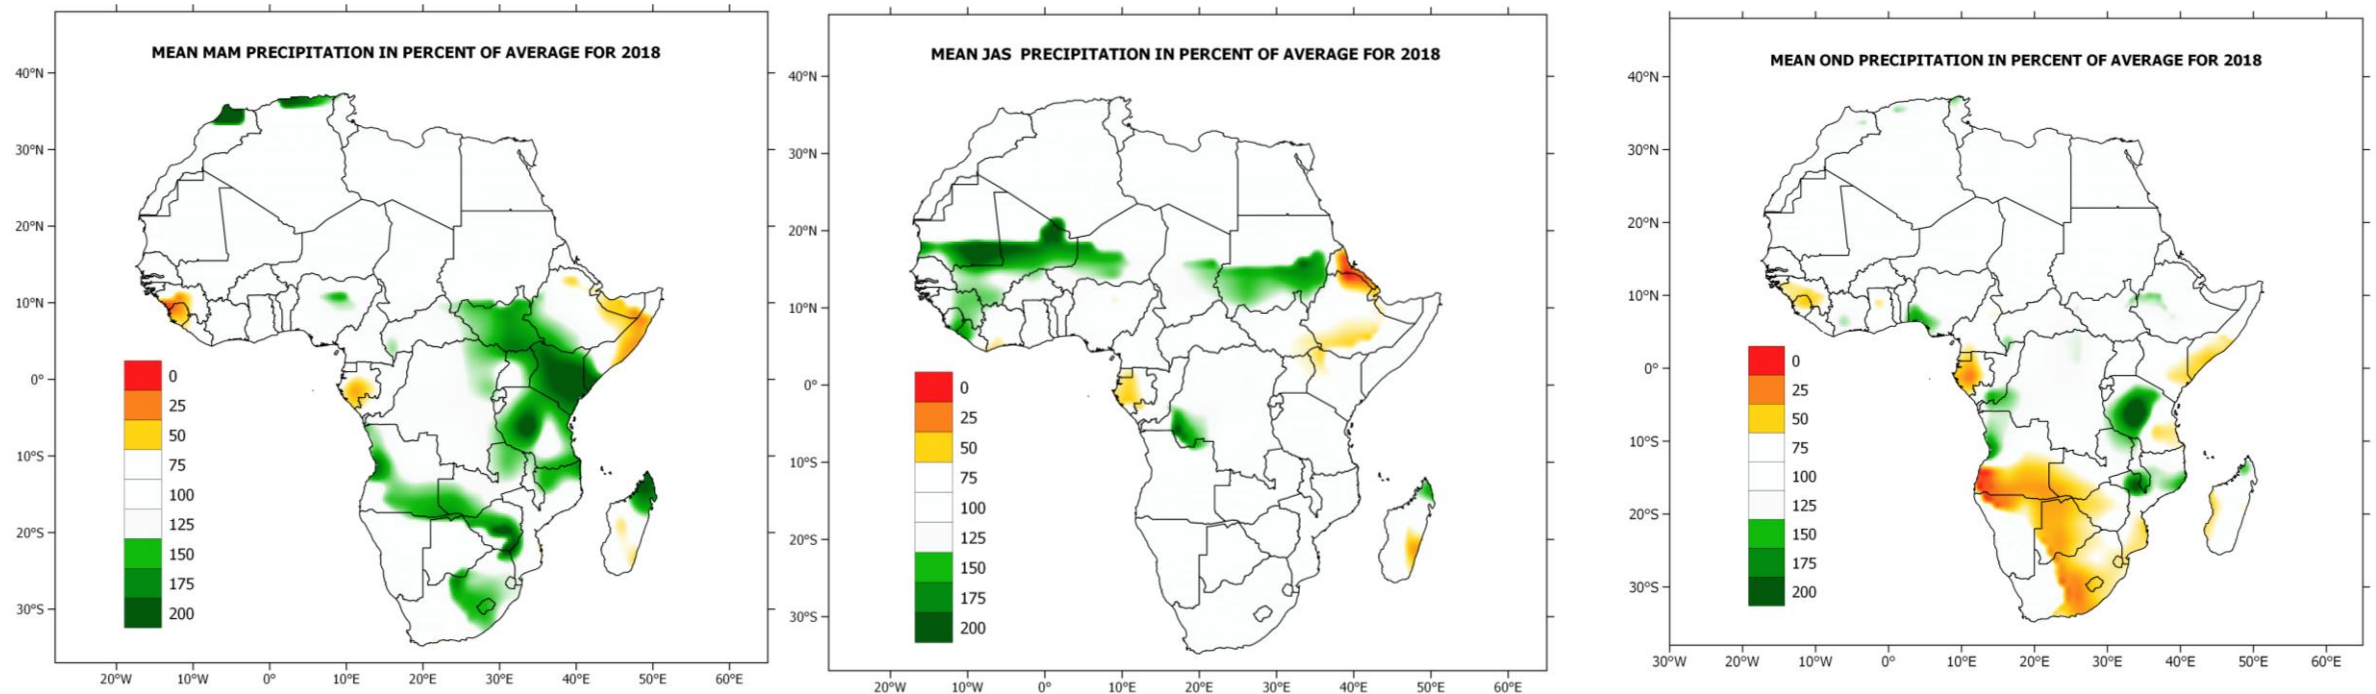 MEAN MAM PRECIPITATION IN PERCENT OF AVERAGE FOR 2018
40°N
30°N
20°N
10°N
0°
10°S
20°S
30°S
0
25
50
75
100
125
150
175
200
20°W
10°W
0°
10°E
20°E
30°E
40°E
50°E
60°E
MEAN JAS  PRECIPITATION IN PERCENT OF AVERAGE FOR 2018
40°N
30°N
20°N
10°N
0°
10°S
20°S
30°S
0
25
50
75
100
125
150
175
200
20°W
10°W
0°
10°E
20°E
30°E
40°E
50°E
60°E
MEAN OND PRECIPITATION IN PERCENT OF AVERAGE FOR 2018
40°N
30°N
20°N
10°N
0°
10°S
20°S
30°S
0
25
50
75
100
125
150
175
200
30°W
20°W
10°W
0°
10°E
20°E
30°E
40°E
50°E
60°E